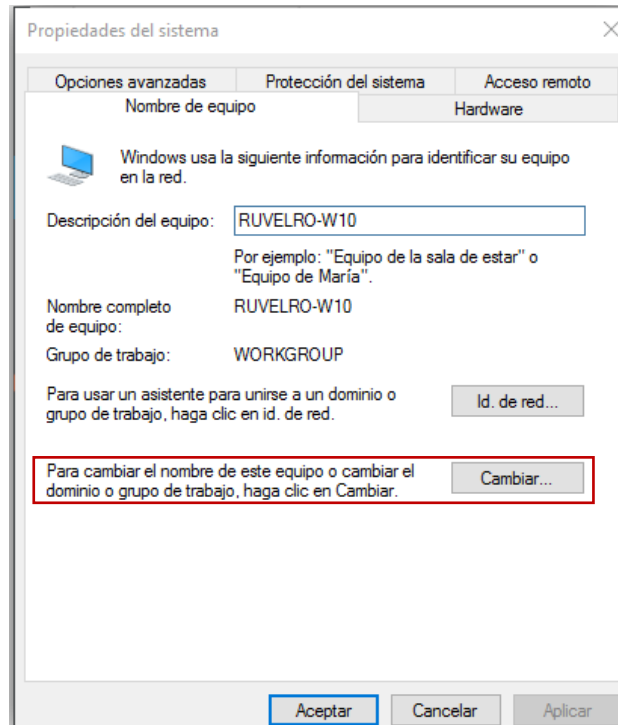 Propiedades del sistema
Opciones avanzadas Protección del sistema Acceso remoto
Nombre de equipo Hardware
Windows usa la siguiente información para identificar su equipo
en la red.
Descripción del equipo: RUVELRO-W10
Por ejemplo: "Equipo de la sala de estar" o
"Equipo de María".
Nombre completo
de equipo:
RUVELRO-W10
Grupo de trabajo: WORKGROUP
Para usar un asistente para unirse a un dominio o
grupo de trabajo, haga clic en id. de red.
Id. de red...
Para cambiar el nombre de este equipo o cambiar el
dominio o grupo de trabajo, haga clic en Cambiar.
Cambiar...
Aceptar Cancelar Aplicar